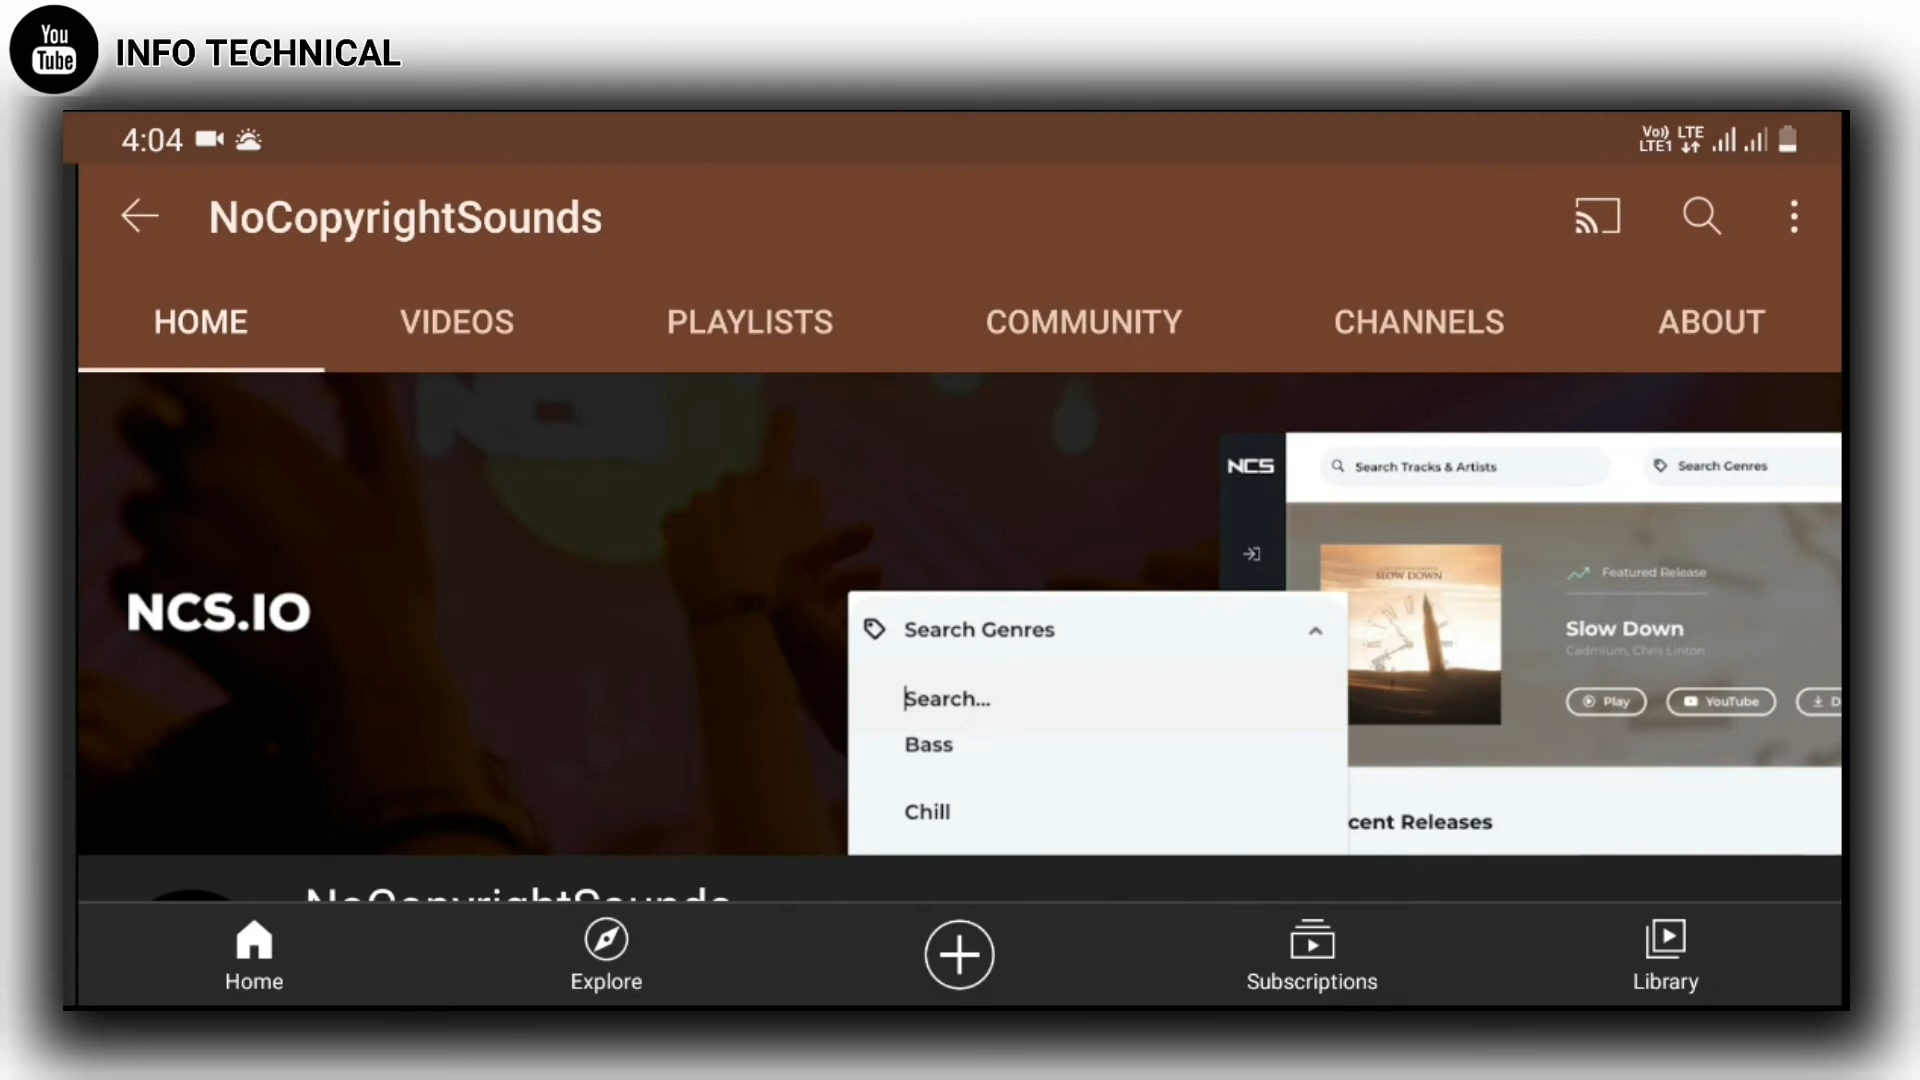 You
Tube
INFO TECHNICAL
4:04
Vo)) LTE
LTE1
NoCopyrightSounds
HOME VIDEOS PLAYLISTS COMMUNITY CHANNELS ABOUT
NCS Search Tracks & Artists Search Genres
SLOW DOWN
Featured Release
Slow Down
Cadmium, Chris Linton
Play YouTube D
NCS.IO
Search Genres
Search...
Bass
Chill
cent Releases
NoCopyrightSounds
Home Explore Subscriptions Library